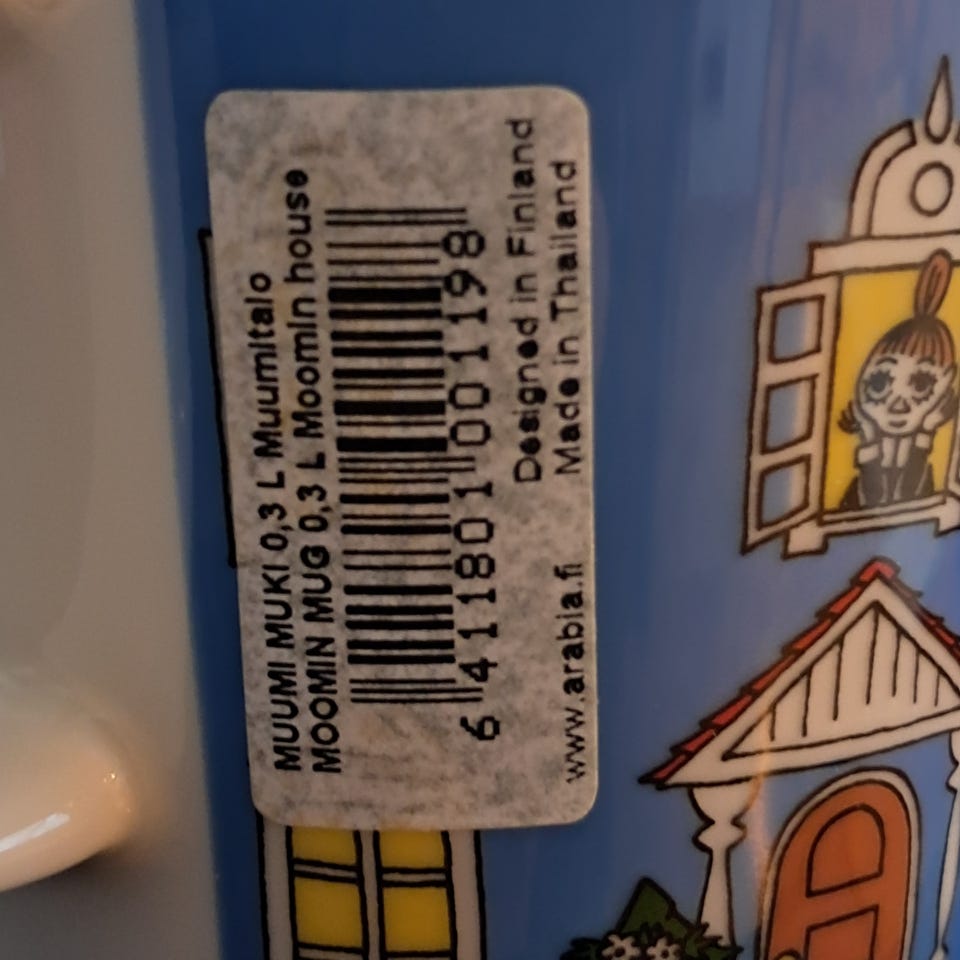 MUUMI MUKI 0,3 L Muumitalo
MOOMIN MUG 0,3 L Moomin house
6 411801 001198
Designed in Finland
www.arabia.fi Made in Thailand